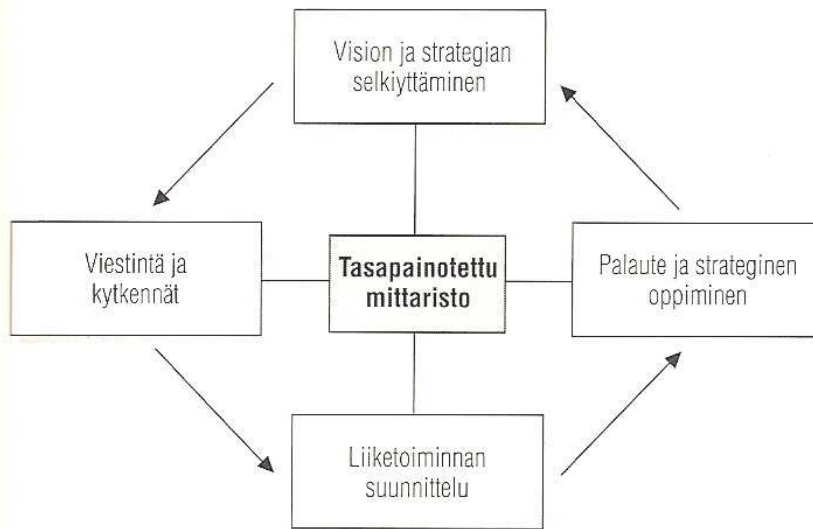 Vision ja strategian
selkiyttäminen
Viestintä ja
kytkennät
Tasapainotettu
mittaristo
Palaute ja strateginen
oppiminen
Liiketoiminnan
suunnittelu